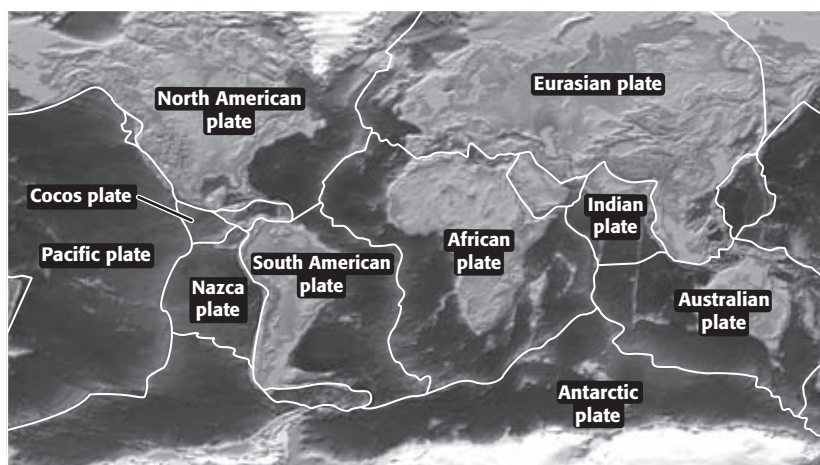 Eurasian plate
North American
plate
Cocos plate
Indian
plate
Pacific plate
African
plate
South American
plate
Nazca
plate
Australian
plate
Antarctic
plate